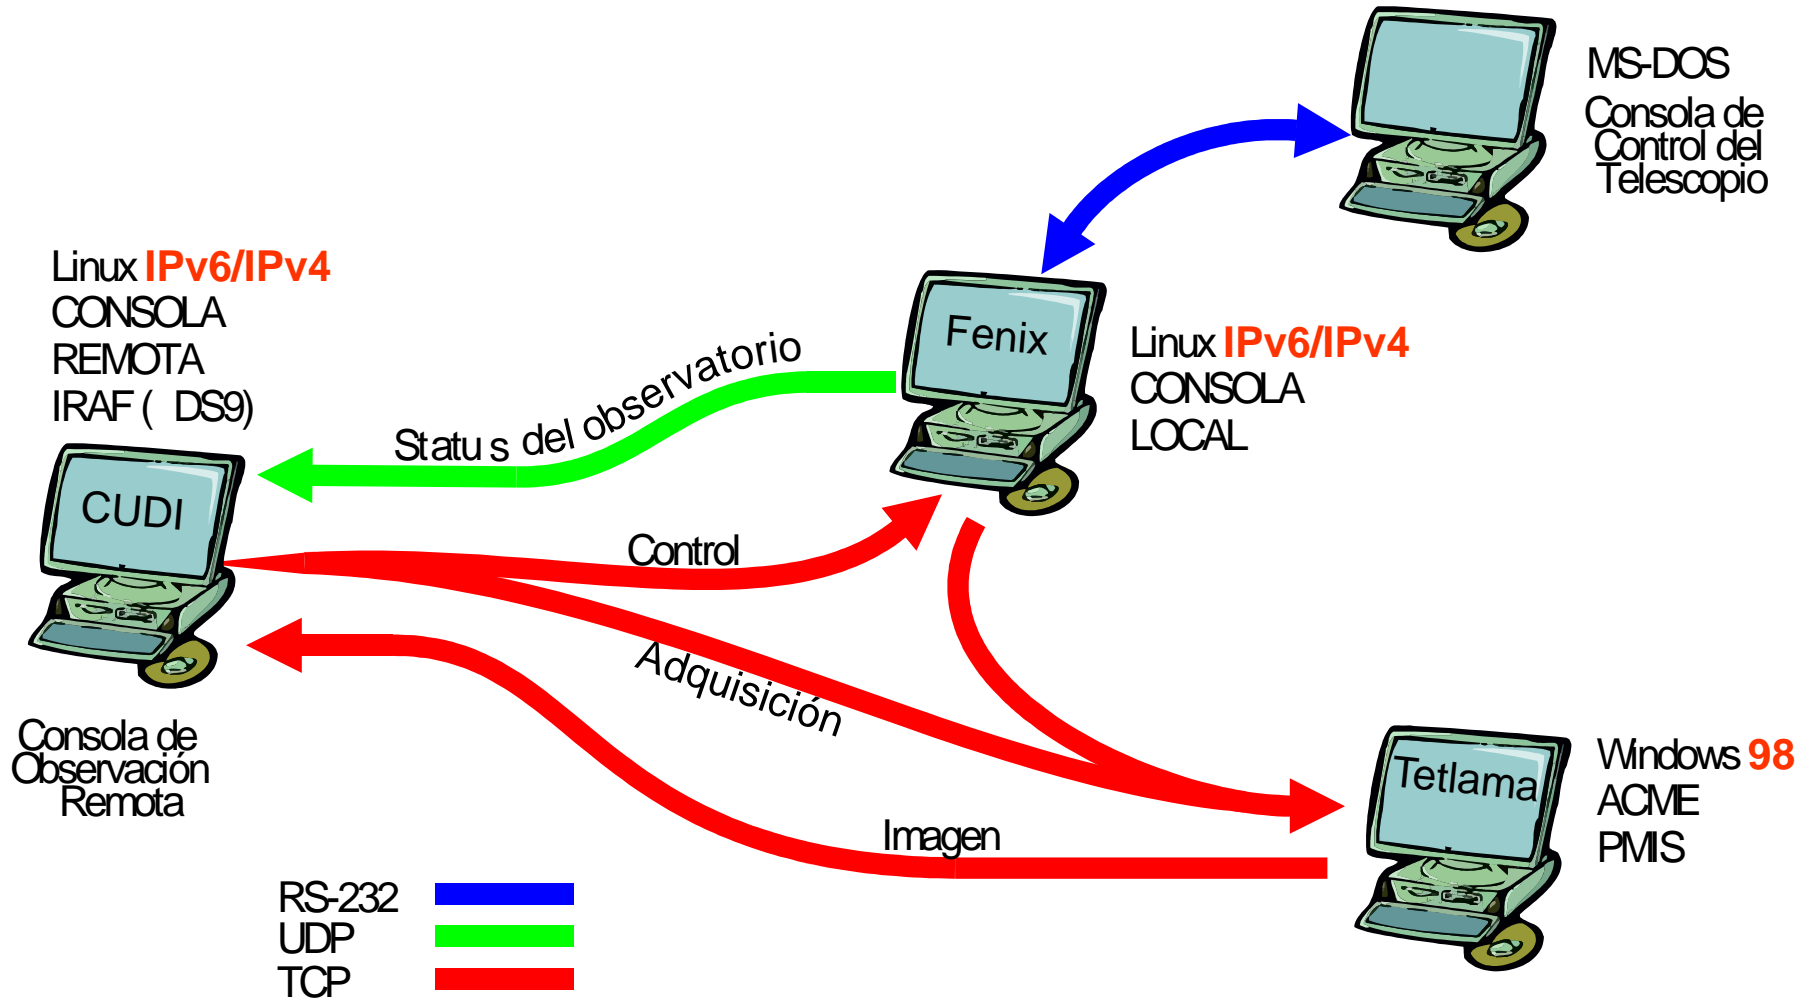 MS-DOS
Consola de
Control del
Telescopio
Linux IPv6/IPv4
CONSOLA
REMOTA
IRAF ( DS9)
Fenix
Linux IPv6/IPv4
CONSOLA
LOCAL
Status del observatorio
CUDI
Control
Adquisición
Consola de
Observación
Remota
Tetlama
Windows 98
ACME
PMIS
Imagen
RS-232
UDP
TCP